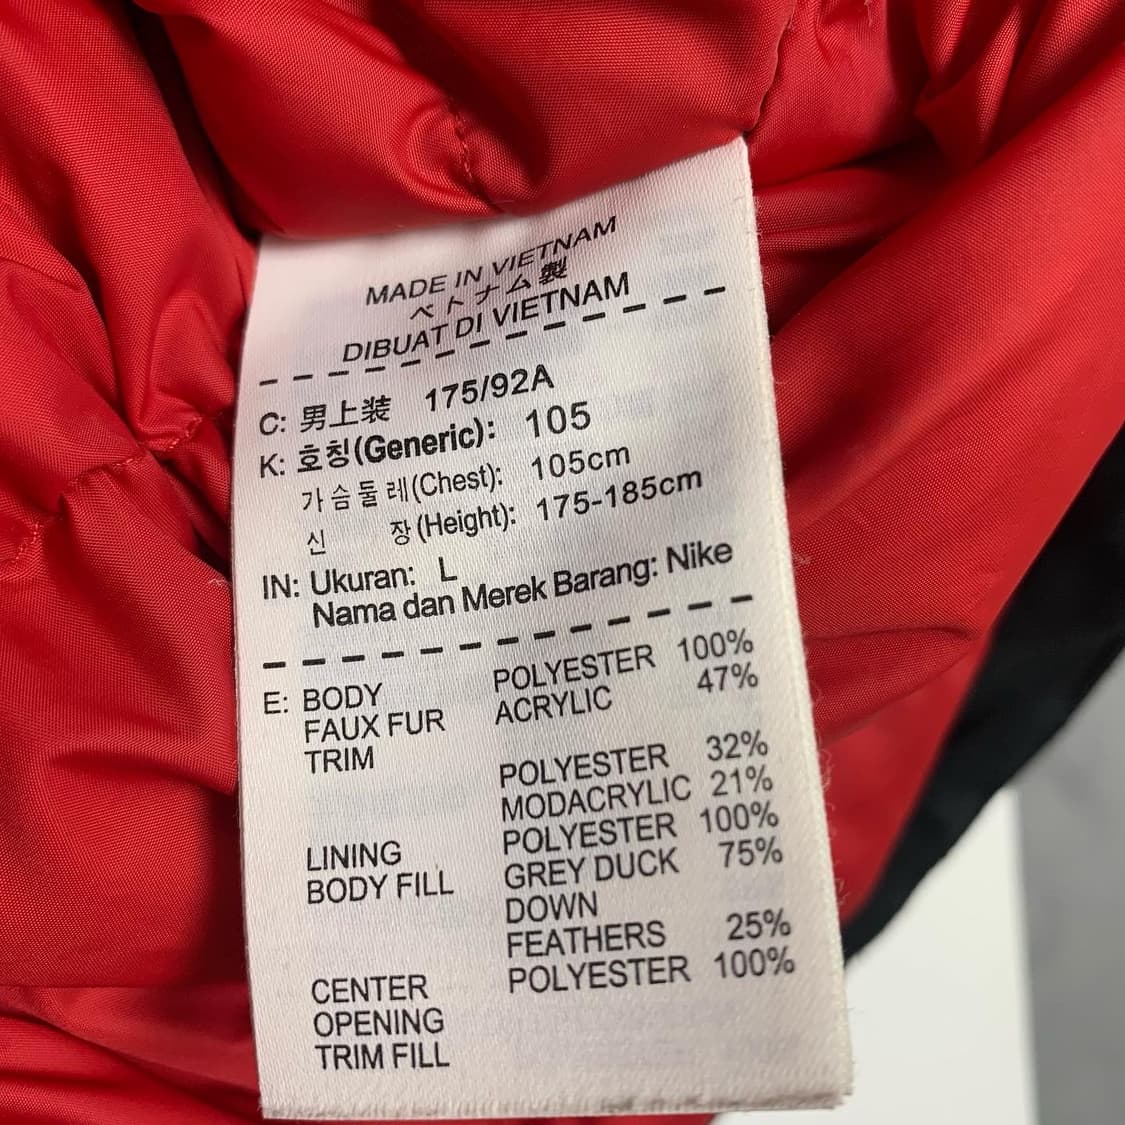 MADE IN VIETNAM
ベトナム製
DIBUAT DI VIETNAM
C: 男上装 175/92A
K: 호칭(Generic): 105
가슴둘레(Chest): 105cm
신 장(Height): 175-185cm
IN: Ukuran: L
Nama dan Merek Barang: Nike
E: BODY POLYESTER 100%
FAUX FUR ACRYLIC 47%
TRIM
POLYESTER 32%
MODACRYLIC 21%
LINING POLYESTER 100%
BODY FILL GREY DUCK 75%
DOWN
FEATHERS 25%
CENTER POLYESTER 100%
OPENING
TRIM FILL